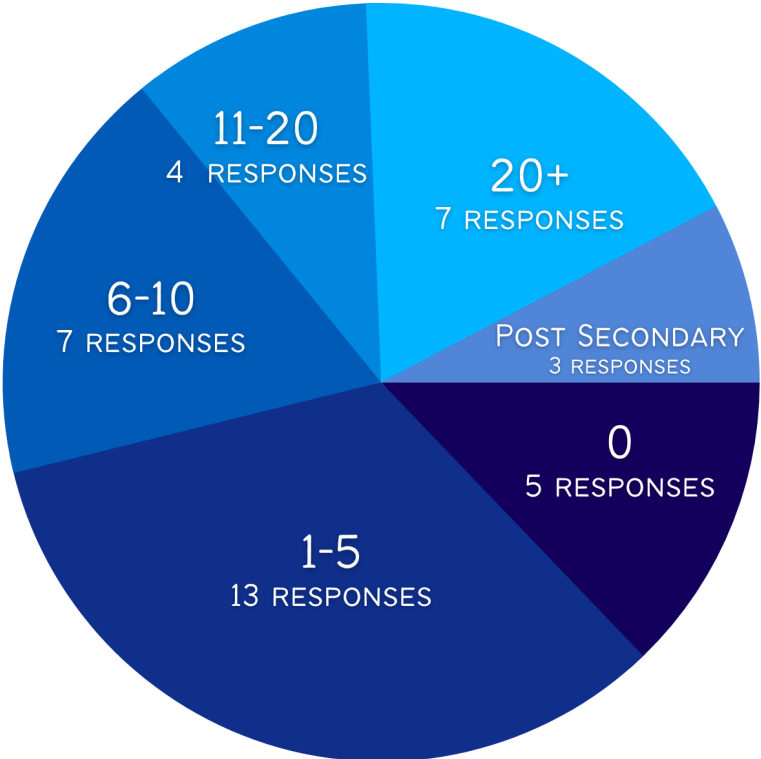 11-20
4 RESPONSES
20+
7 RESPONSES
6-10
7 RESPONSES
POST SECONDARY
3 RESPONSES
0
5 RESPONSES
1-5
13 RESPONSES